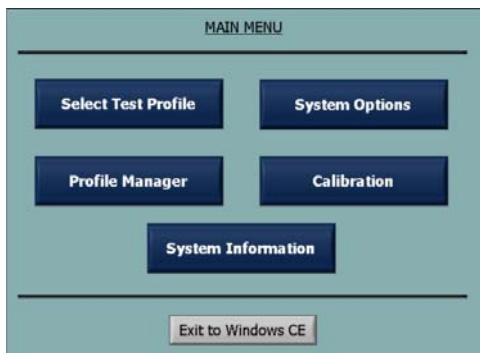 MAIN MENU
Select Test Profile
System Options
Profile Manager
Calibration
System Information
Exit to Windows CE